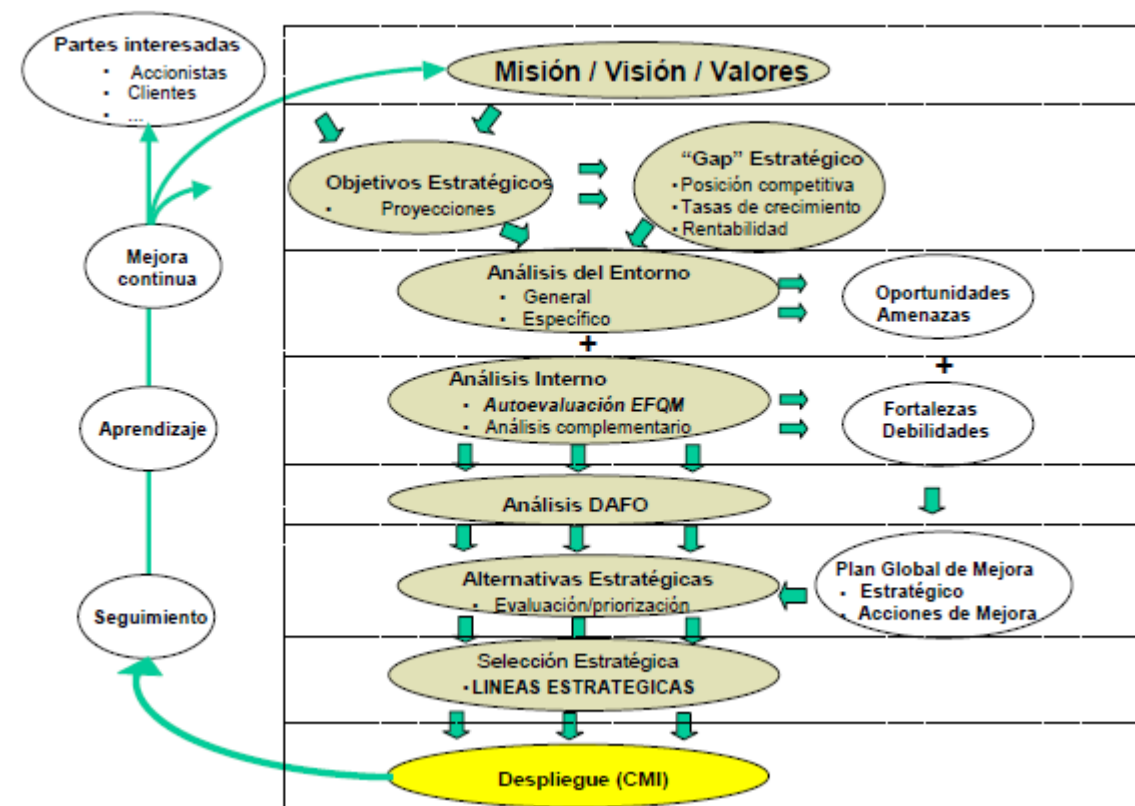 Partes interesadas
▪ Accionistas
▪ Clientes
▪ ...
Misión / Visión / Valores
Objetivos Estratégicos
▪ Proyecciones
“Gap” Estratégico
▪Posición competitiva
▪Tasas de crecimiento
▪Rentabilidad
Mejora
continua
Análisis del Entorno
▪ General
▪ Específico
Oportunidades
Amenazas
+
+
Análisis Interno
▪ Autoevaluación EFQM
▪ Análisis complementario
Fortalezas
Debilidades
Aprendizaje
Análisis DAFO
Alternativas Estratégicas
▪ Evaluación/priorización
Plan Global de Mejora
▪ Estratégico
▪ Acciones de Mejora
Seguimiento
Selección Estratégica
▪LINEAS ESTRATEGICAS
Despliegue (CMI)